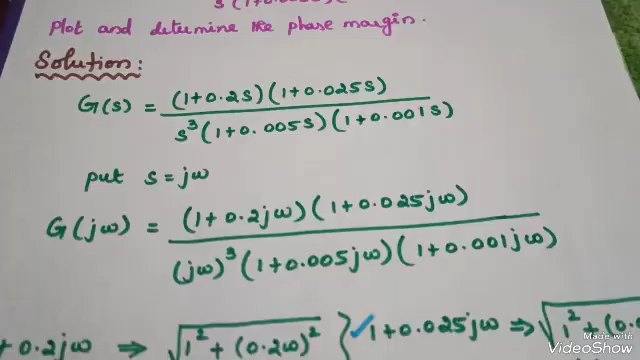 Plot and determine the phase margin.
Solution:
G(s) = (1+0.2s)(1+0.025s)
s³(1+0.005s)(1+0.001s)
put s = jω
G(jω) = (1+0.2jω)(1+0.025jω)
(jω)³(1+0.005jω)(1+0.001jω)
+0.2jω ⇒ √1²+(0.2ω)² } ✓ 1+0.025jω ⇒ √1²+(0.
Made with
VideoShow